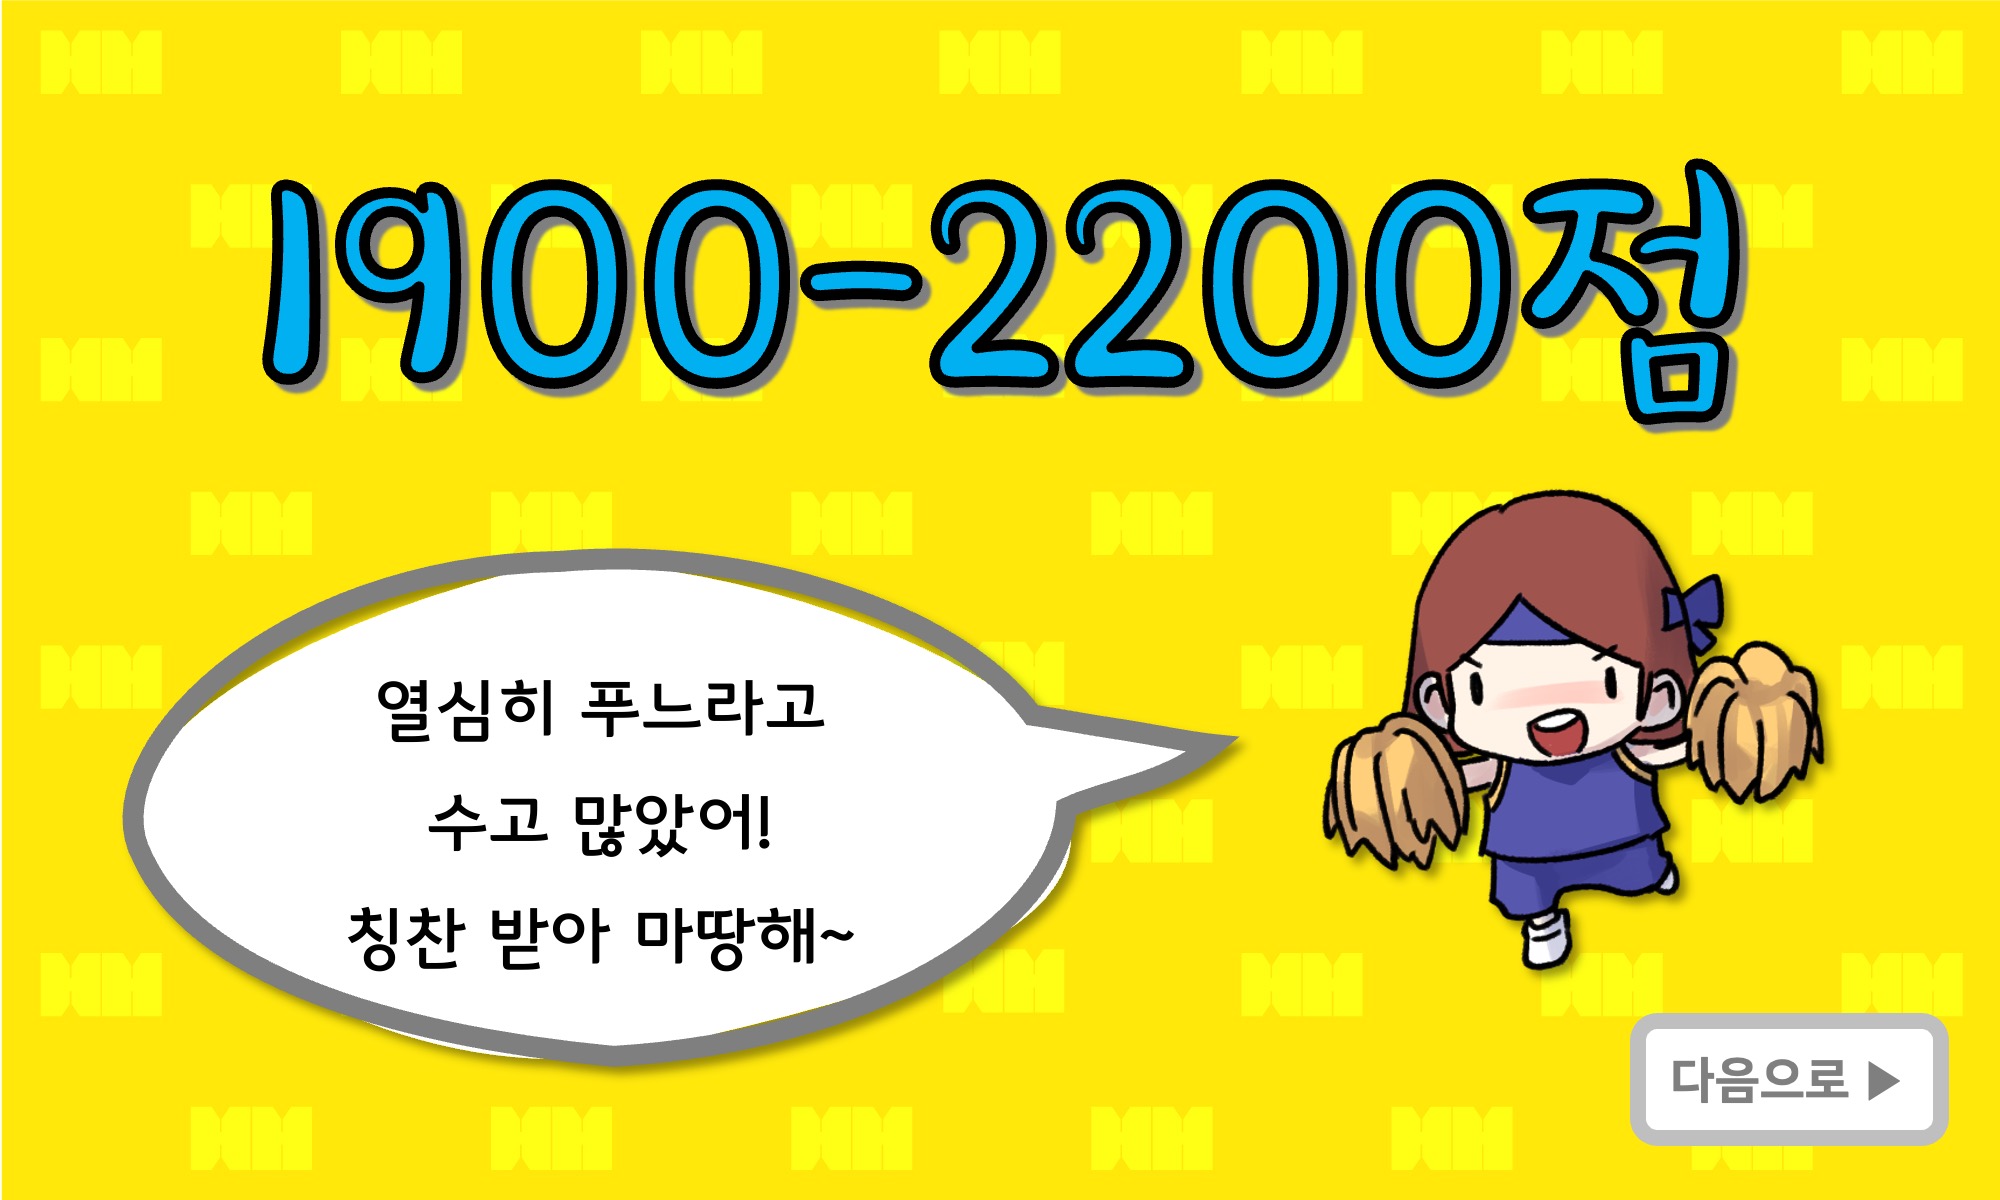 1900-2200점
열심히 푸느라고
수고 많았어!
칭찬 받아 마땅해~
다음으로 ▶